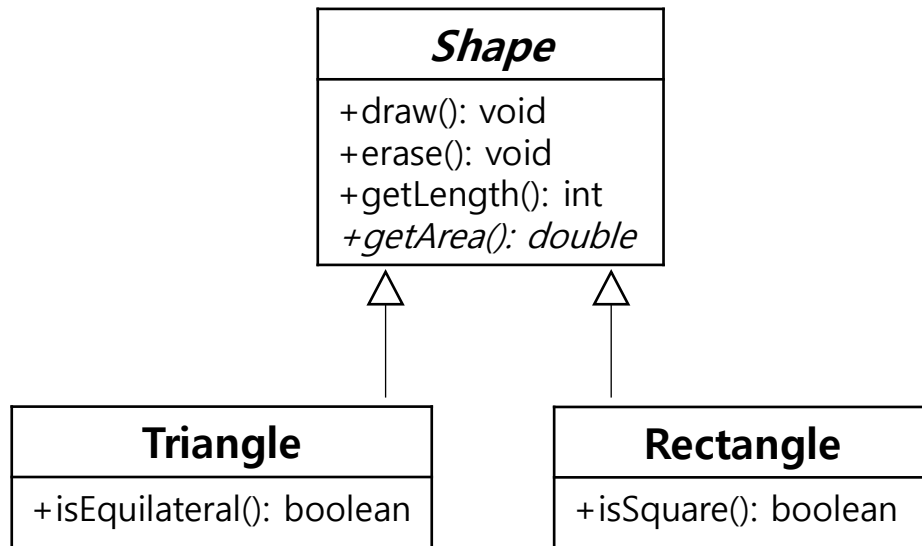 Shape
+draw(): void
+erase(): void
+getLength(): int
+getArea(): double
Triangle
+isEquilateral(): boolean
Rectangle
+isSquare(): boolean